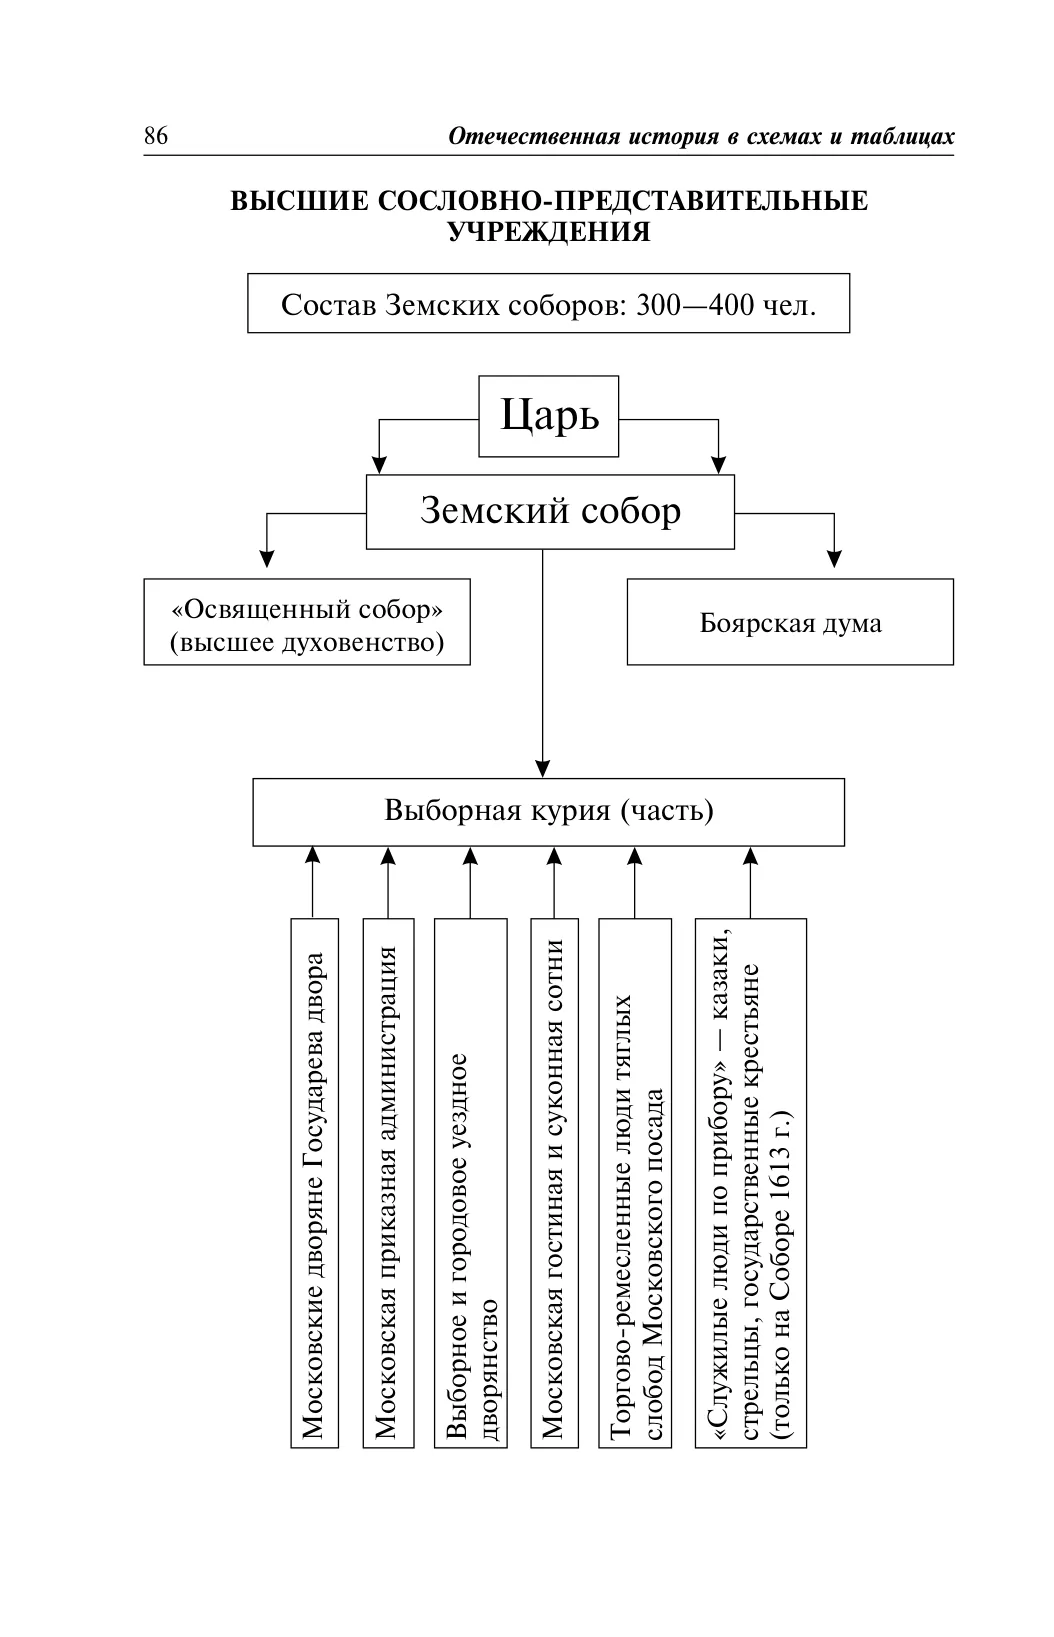 86
Отечественная история в схемах и таблицах
ВЫСШИЕ СОСЛОВНО-ПРЕДСТАВИТЕЛЬНЫЕ
УЧРЕЖДЕНИЯ
Состав Земских соборов: 300—400 чел.
Царь
Земский собор
«Освященный собор»
(высшее духовенство)
Боярская дума
Выборная курия (часть)
Московские дворяне Государева двора
Московская приказная администрация
Выборное и городовое уездное
дворянство
Московская гостиная и суконная сотни
Торгово-ремесленные люди тяглых
слобод Московского посада
«Служилые люди по прибору» — казаки,
стрельцы, государственные крестьяне
(только на Соборе 1613 г.)